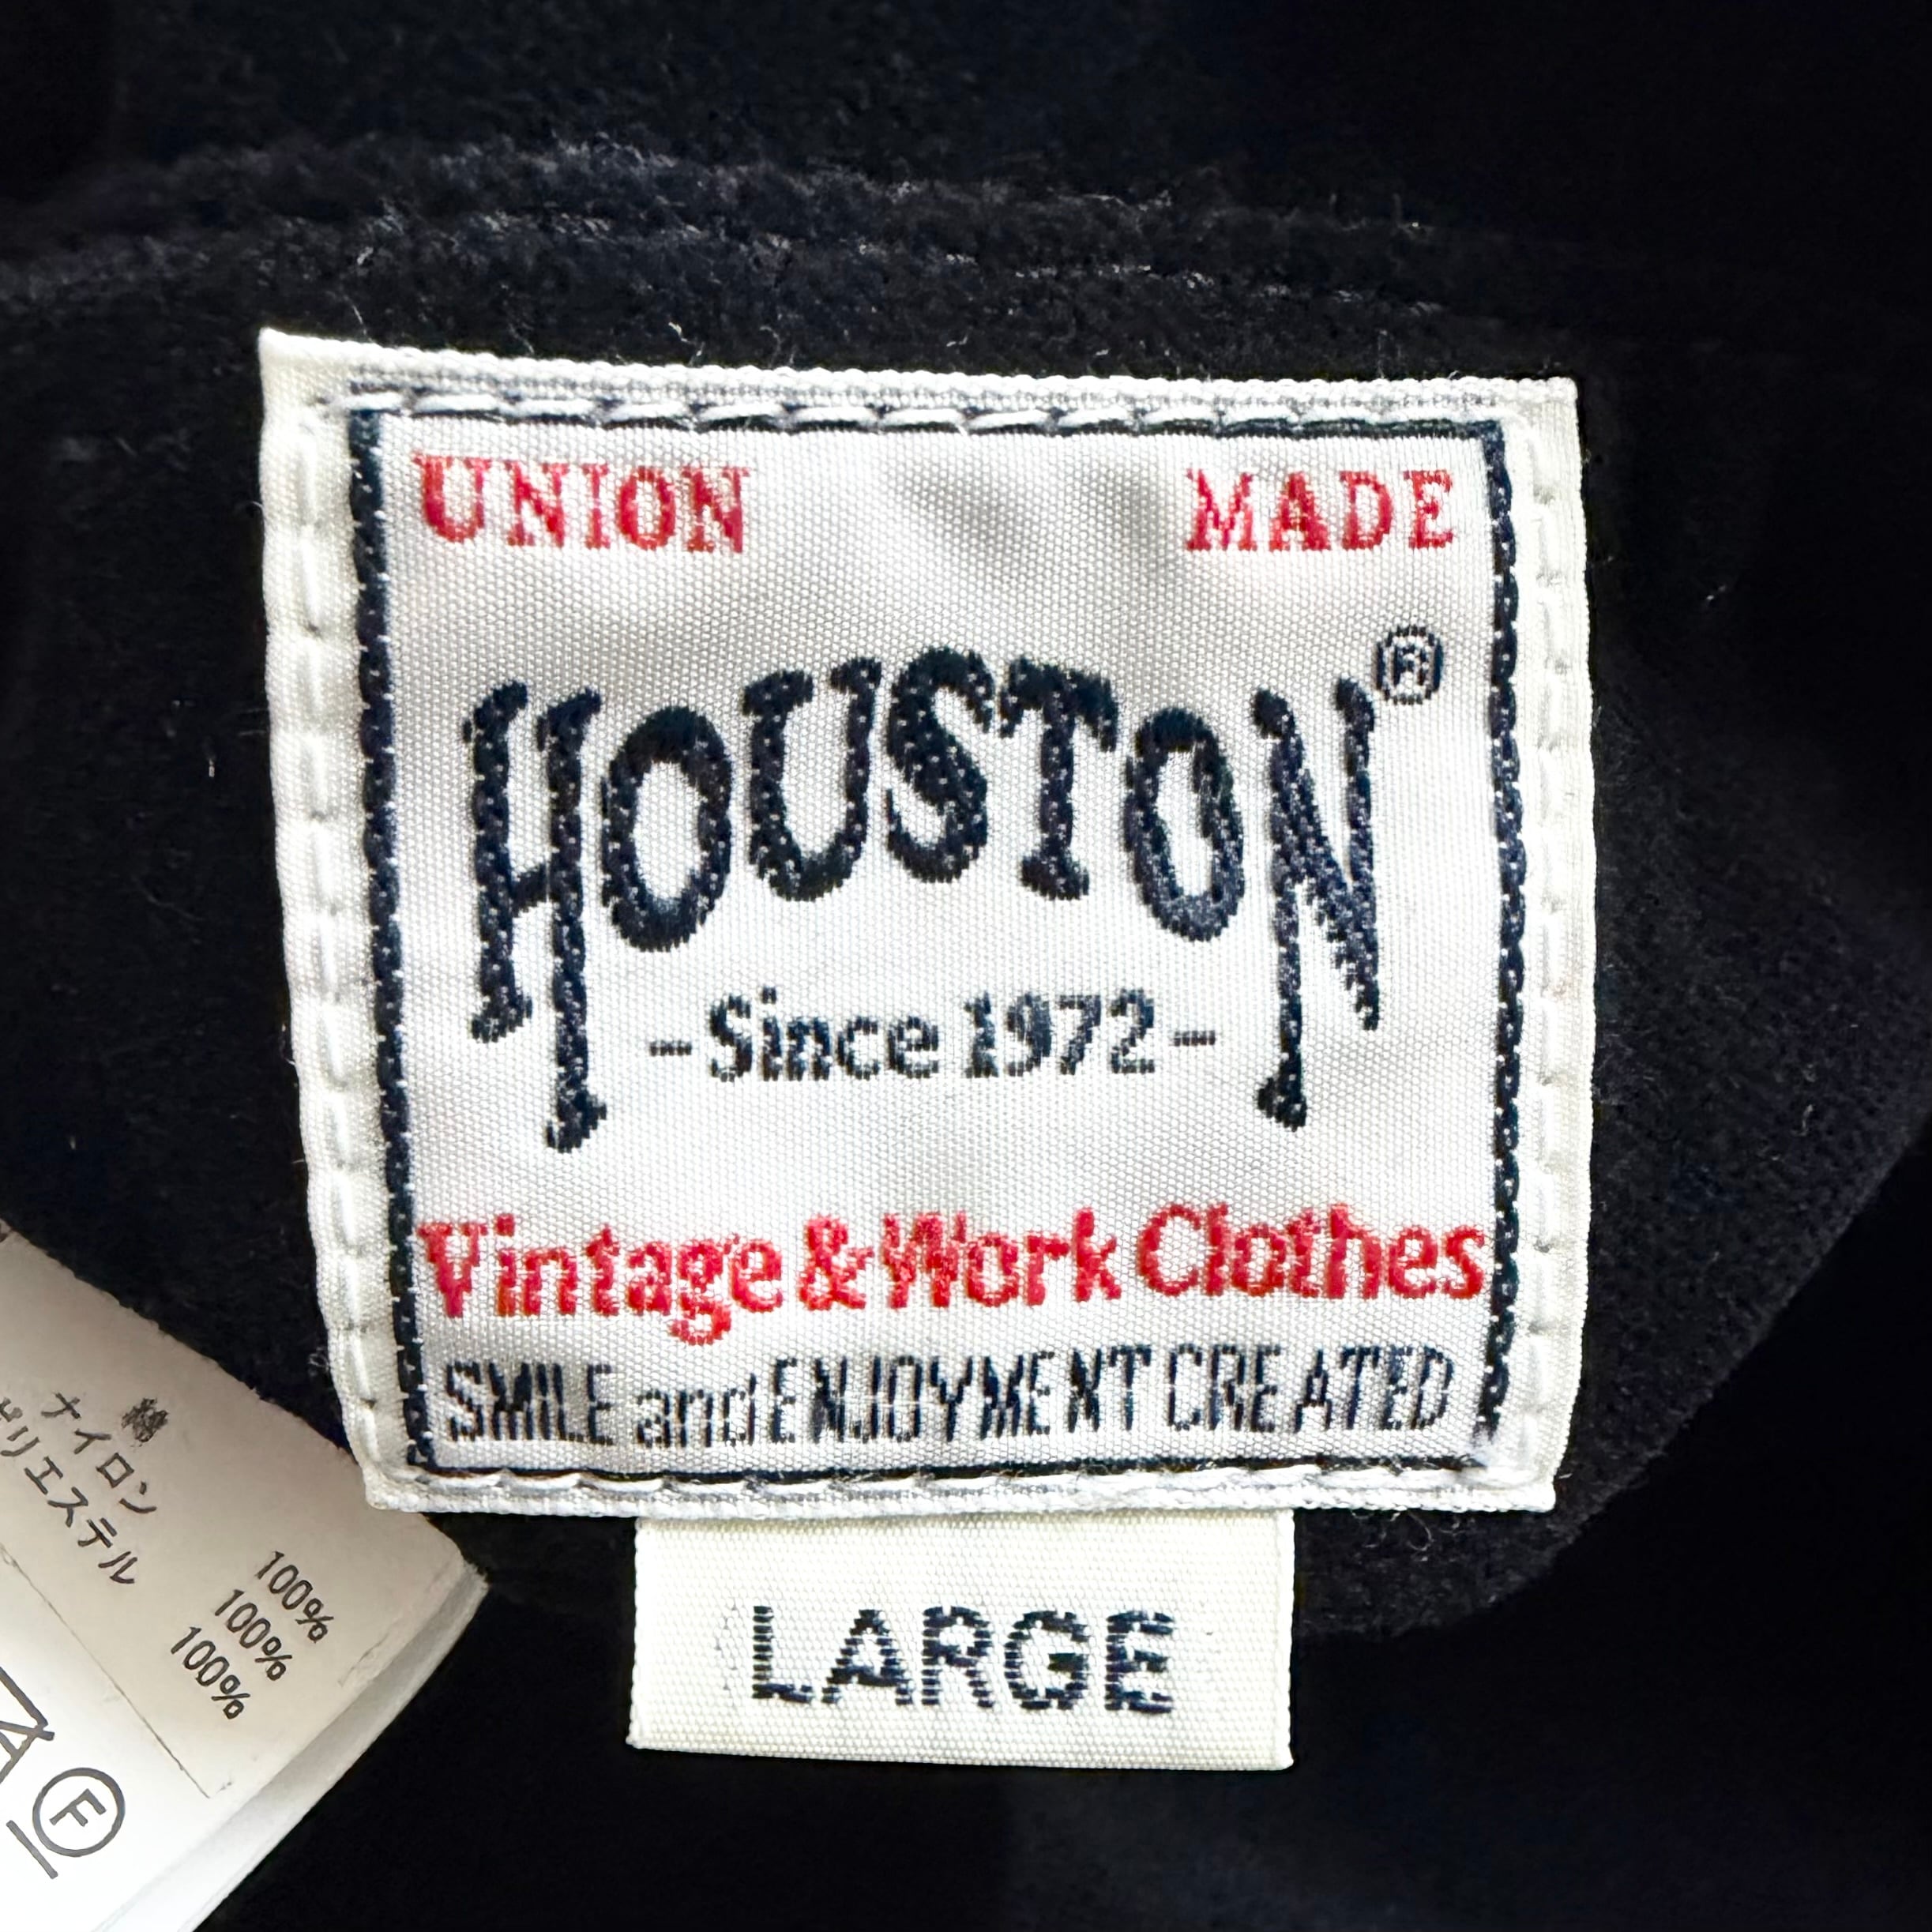 UNION MADE
HOUSTON®
-Since 1972-
Vintage & Work Clothes
SMILE and ENJOYMENT CREATED
LARGE
綿 100%
ナイロン 100%
ポリエステル 100%
F